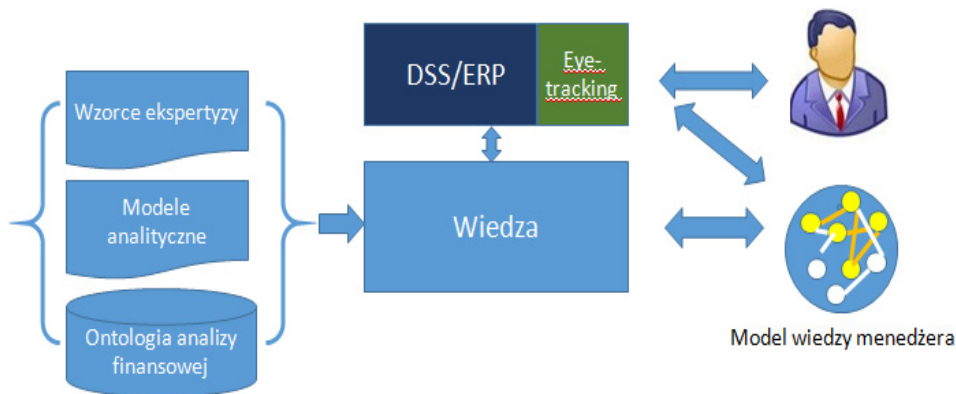 Wzorce ekspertyzy
Modele
analityczne
Ontologia analizy
finansowej
DSS/ERP
Eye-
tracking
Wiedza
Model wiedzy menedżera